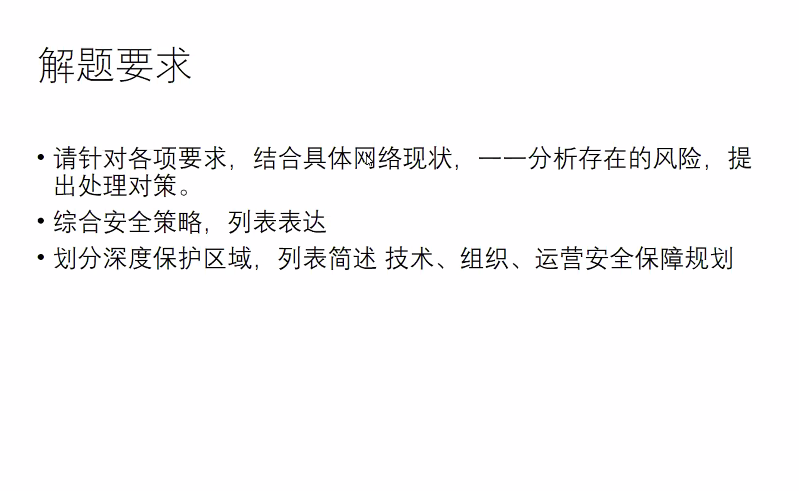 解题要求
• 请针对各项要求，结合具体网络现状，一一分析存在的风险，提
出处理对策。
• 综合安全策略，列表表达
• 划分深度保护区域，列表简述 技术、组织、运营安全保障规划